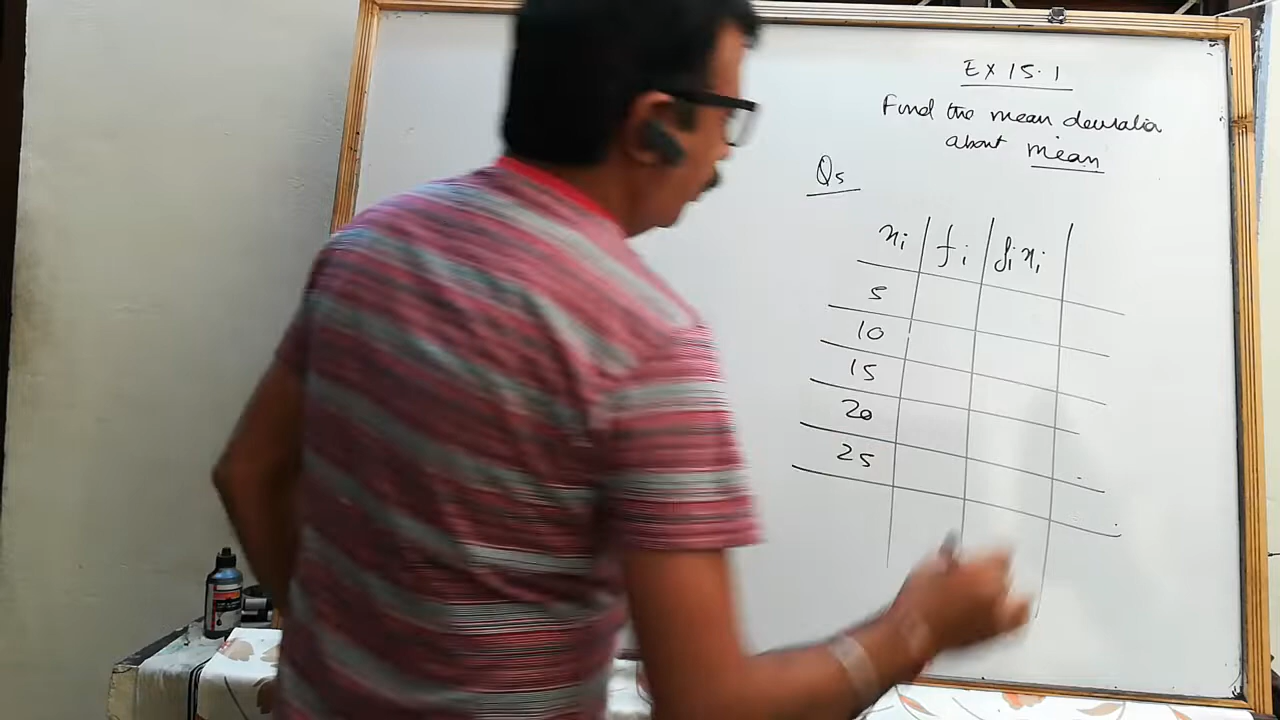 Ex 15.1
Find the mean deviation
about mean
Q5
xi fi fixi
5
10
15
20
25